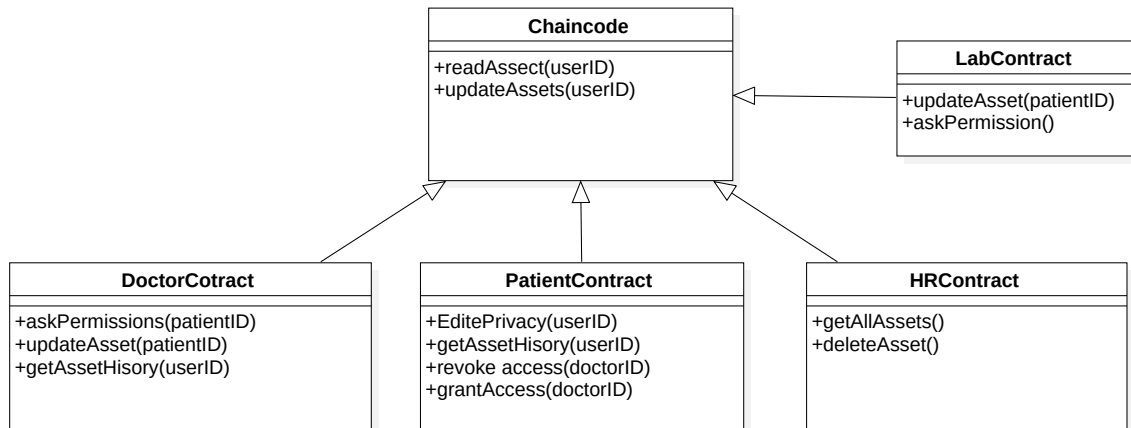 Chaincode
+readAssect(userID)
+updateAssets(userID)
LabContract
+updateAsset(patientID)
+askPermission()
DoctorCotract
+askPermissions(patientID)
+updateAsset(patientID)
+getAssetHisory(userID)
PatientContract
+EditePrivacy(userID)
+getAssetHisory(userID)
+revoke access(doctorID)
+grantAccess(doctorID)
HRContract
+getAllAssets()
+deleteAsset()